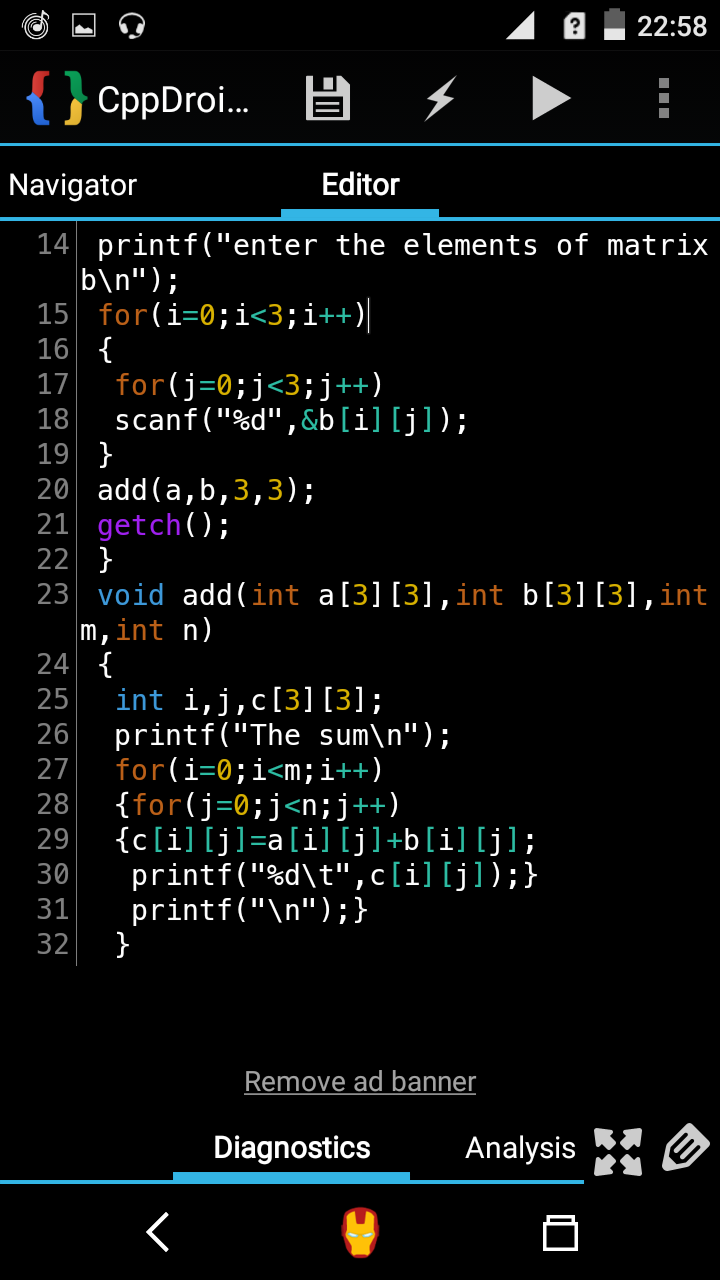 22:58
CppDroi...
Navigator
Editor
14 printf("enter the elements of matrix
b\n");
15 for(i=0;i<3;i++)
16 {
17 for(j=0;j<3;j++)
18 scanf("%d",&b[i][j]);
19 }
20 add(a,b,3,3);
21 getch();
22 }
23 void add(int a[3][3],int b[3][3],int
m,int n)
24 {
25 int i,j,c[3][3];
26 printf("The sum\n");
27 for(i=0;i<m;i++)
28 {for(j=0;j<n;j++)
29 {c[i][j]=a[i][j]+b[i][j];
30 printf("%d\t",c[i][j]);}
31 printf("\n");}
32 }
Remove ad banner
Diagnostics
Analysis